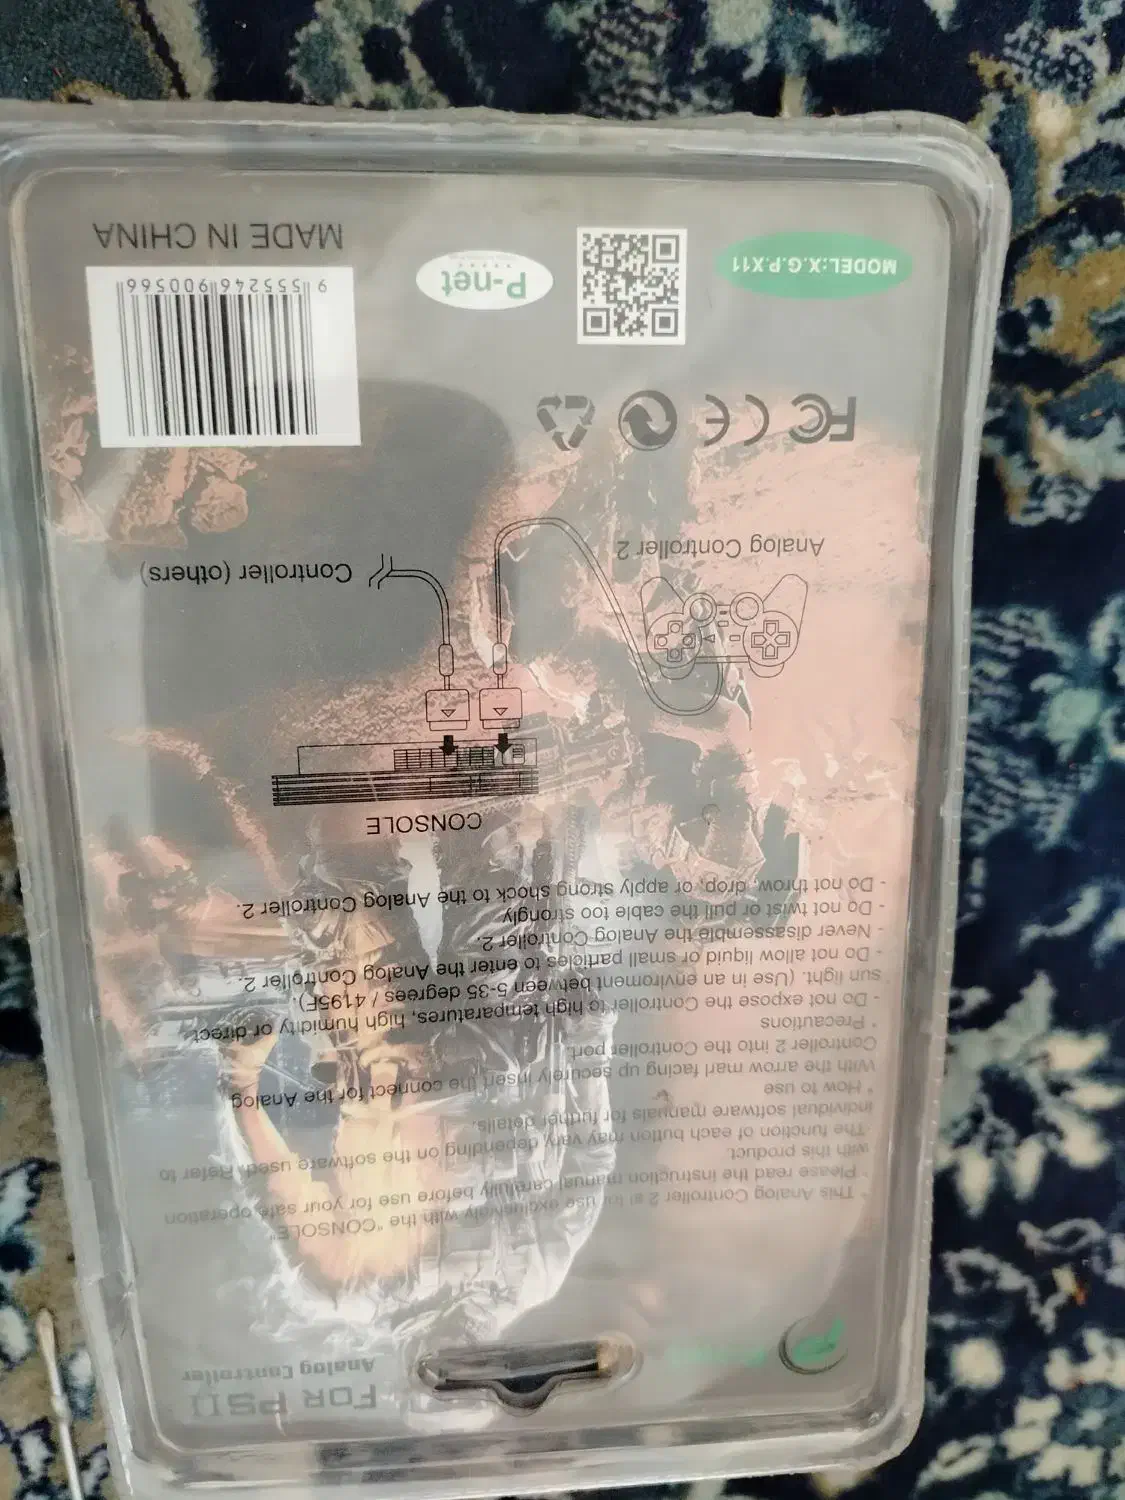 FOR PSII
Analog Controller
* This Analog Controller 2 is for use exclusively with the "CONSOLE"
* Please read the instruction manual carefully before use for your safe operation
with this product.
The function of each button may vary, depending on the software used. Refer to
individual software manuals for further details.
* How to use
With the arrow marl facing up securely insert the connect for the Analog
Controller 2 into the Controller port.
* Precautions
- Do not expose the Controller to high temparatures, high humidity or direct
sun light. (Use in an enviroment between 5-35 degrees / 4195F).
- Do not allow liquid or small particles to enter the Analog Controller 2.
- Never disassemble the Analog Controller 2.
- Do not twist or pull the cable too strongly
- Do not throw, drop, or apply strong shock to the Analog Controller 2.
CONSOLE
Analog Controller 2
Controller (others)
FC CE
MODEL:X.G.P.X11
P-net
9 555246 900566
MADE IN CHINA